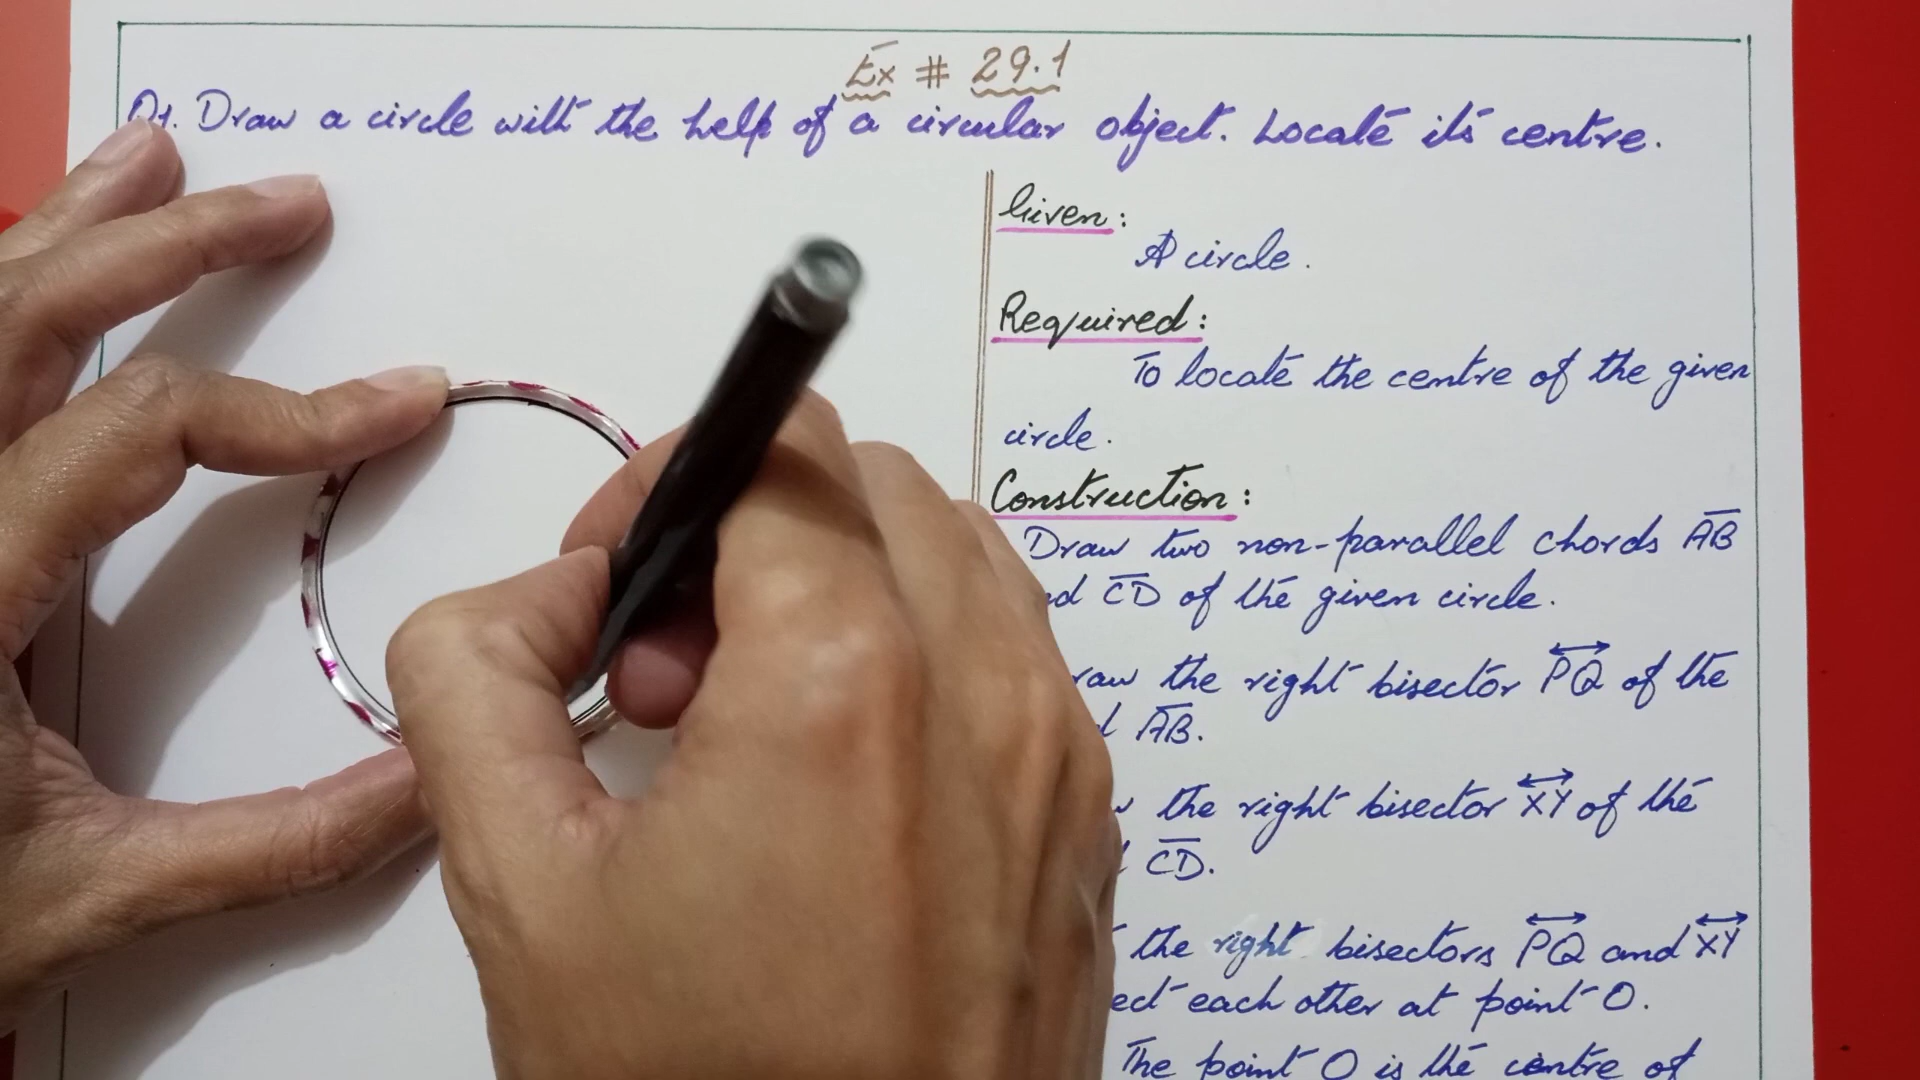 Ex # 29.1
Q1. Draw a circle with the help of a circular object. Locate its centre.
Given:
A circle.
Required:
To locate the centre of the given
circle.
Construction:
Draw two non-parallel chords AB
CD of the given circle.
the right bisector PQ of the
AB.
the right bisector XY of the
CD.
the right bisectors PQ and XY
each other at point O.
The point O is the centre of